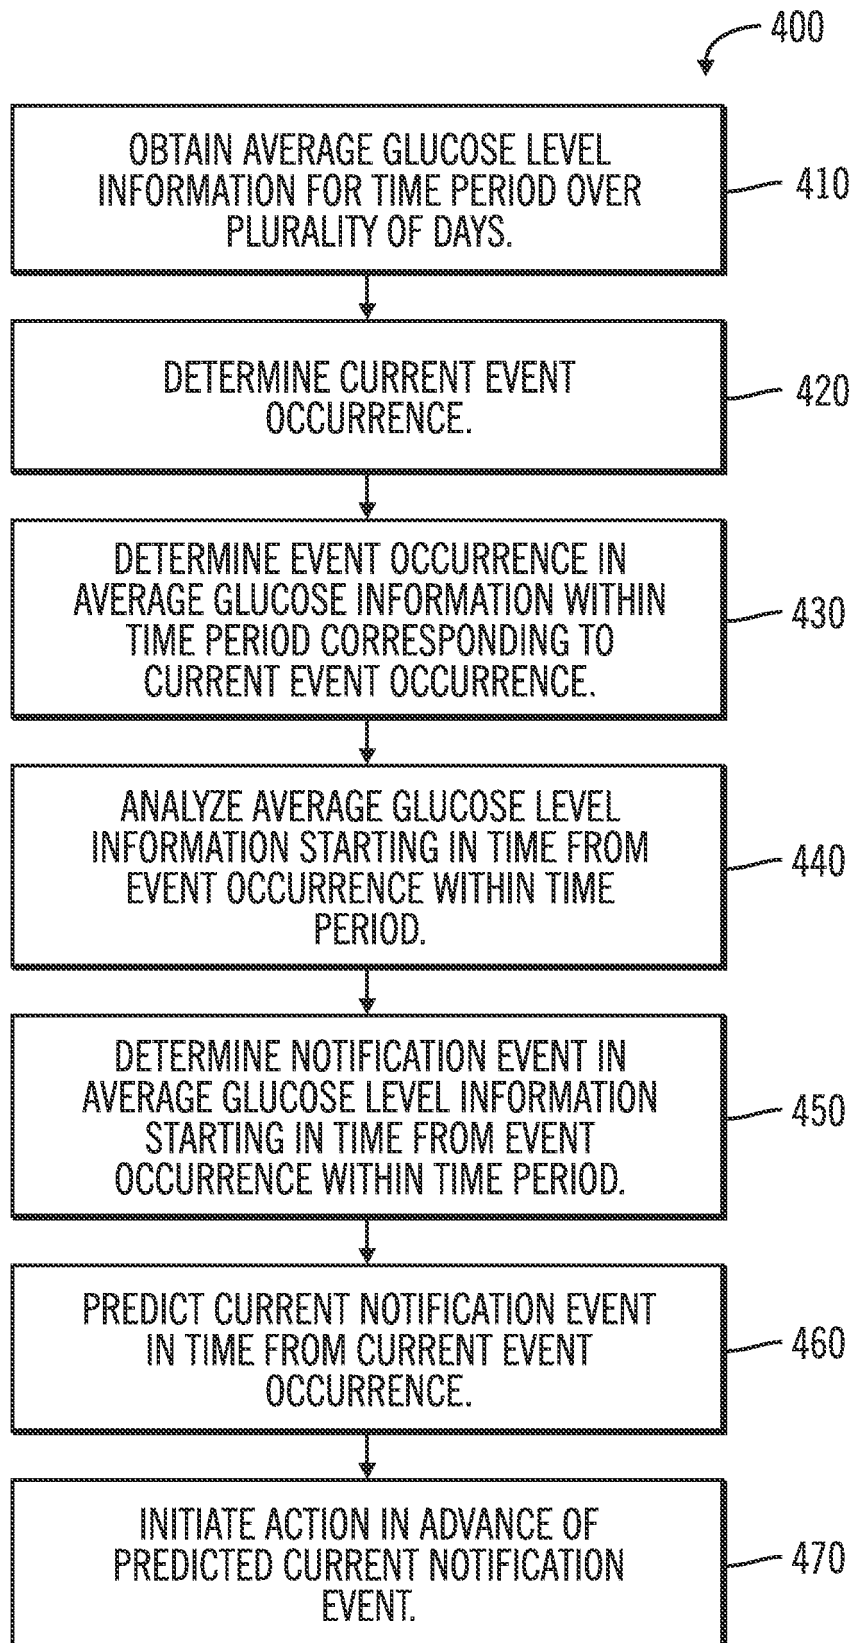 400
OBTAIN AVERAGE GLUCOSE LEVEL
INFORMATION FOR TIME PERIOD OVER
PLURALITY OF DAYS.
410
DETERMINE CURRENT EVENT
OCCURRENCE.
420
DETERMINE EVENT OCCURRENCE IN
AVERAGE GLUCOSE INFORMATION WITHIN
TIME PERIOD CORRESPONDING TO
CURRENT EVENT OCCURRENCE.
430
ANALYZE AVERAGE GLUCOSE LEVEL
INFORMATION STARTING IN TIME FROM
EVENT OCCURRENCE WITHIN TIME
PERIOD.
440
DETERMINE NOTIFICATION EVENT IN
AVERAGE GLUCOSE LEVEL INFORMATION
STARTING IN TIME FROM EVENT
OCCURRENCE WITHIN TIME PERIOD.
450
PREDICT CURRENT NOTIFICATION EVENT
IN TIME FROM CURRENT EVENT
OCCURRENCE.
460
INITIATE ACTION IN ADVANCE OF
PREDICTED CURRENT NOTIFICATION
EVENT.
470